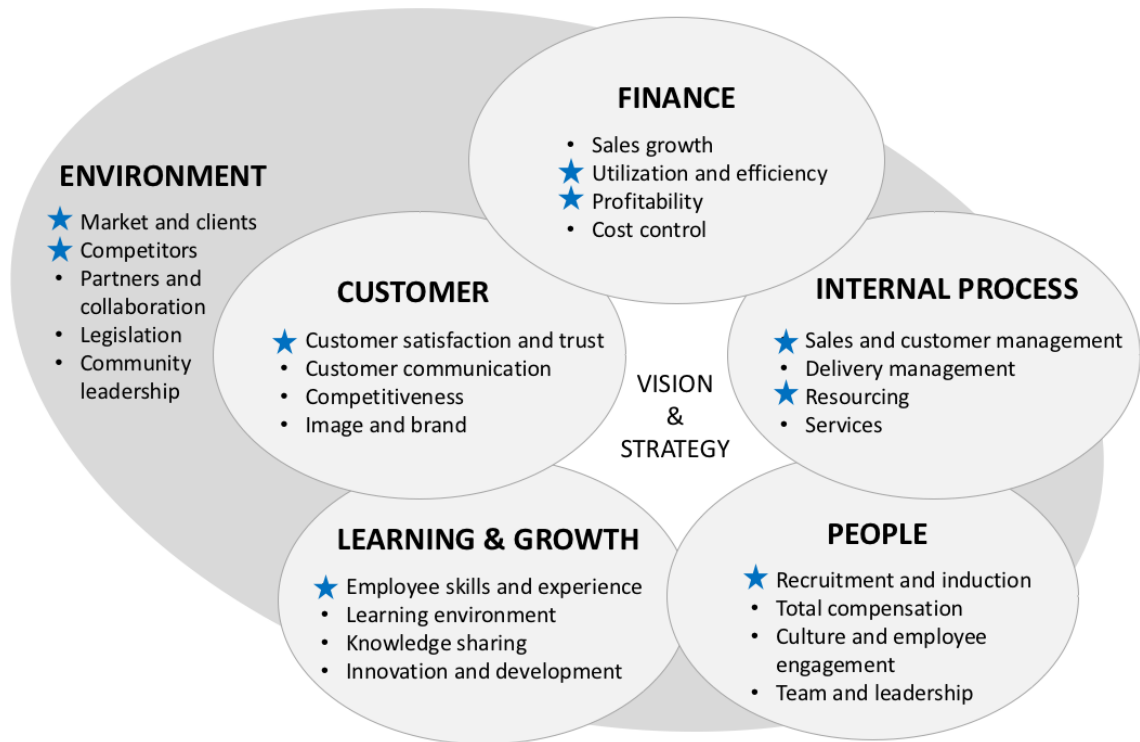 FINANCE
• Sales growth
★ Utilization and efficiency
★ Profitability
• Cost control
ENVIRONMENT
★ Market and clients
★ Competitors
• Partners and
collaboration
• Legislation
• Community
leadership
CUSTOMER
★ Customer satisfaction and trust
• Customer communication
• Competitiveness
• Image and brand
INTERNAL PROCESS
★ Sales and customer management
• Delivery management
★ Resourcing
• Services
VISION
&
STRATEGY
LEARNING & GROWTH
★ Employee skills and experience
• Learning environment
• Knowledge sharing
• Innovation and development
PEOPLE
★ Recruitment and induction
• Total compensation
• Culture and employee
engagement
• Team and leadership